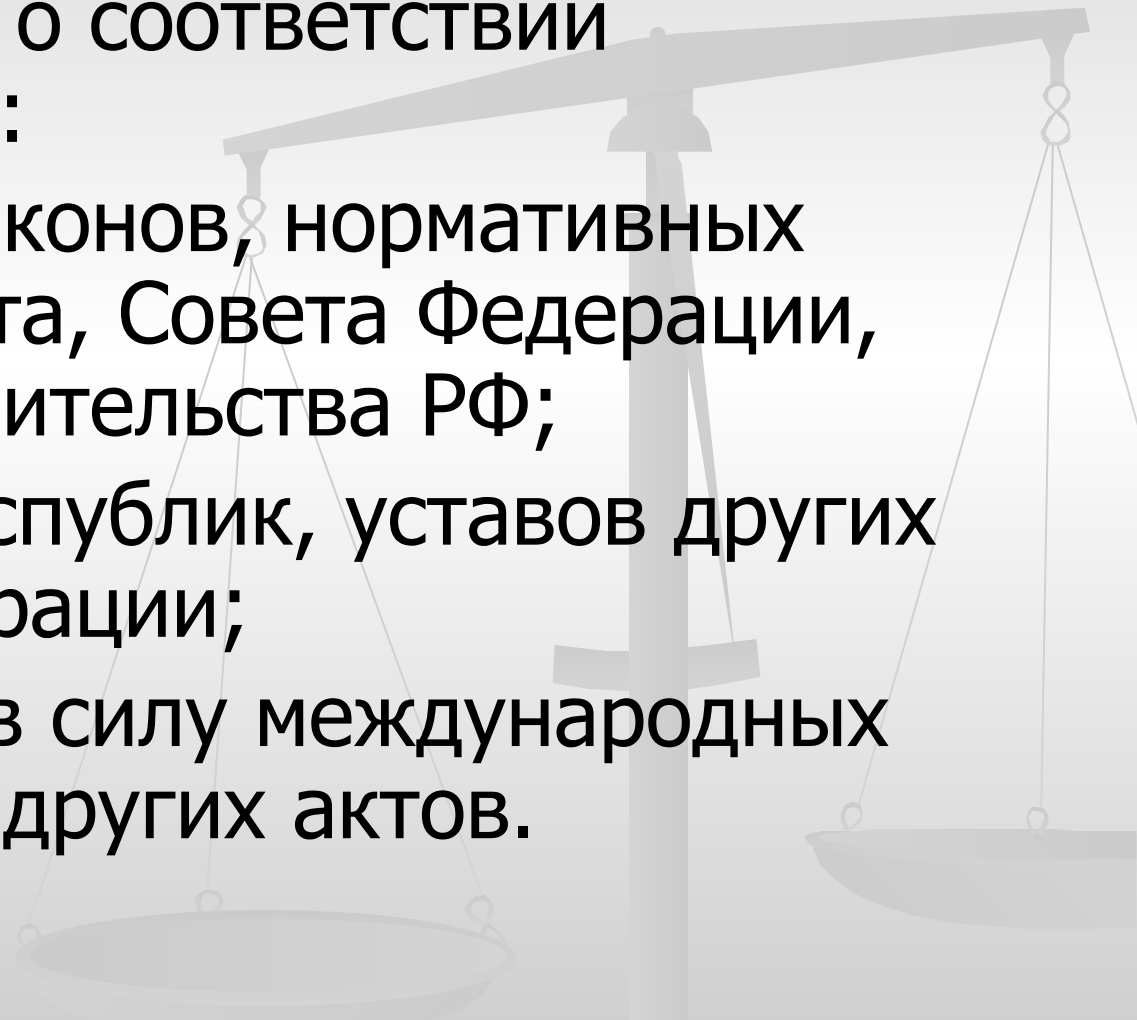 о соответствии
:
конов, нормативных
та, Совета Федерации,
ительства РФ;
спублик, уставов других
рации;
в силу международных
других актов.